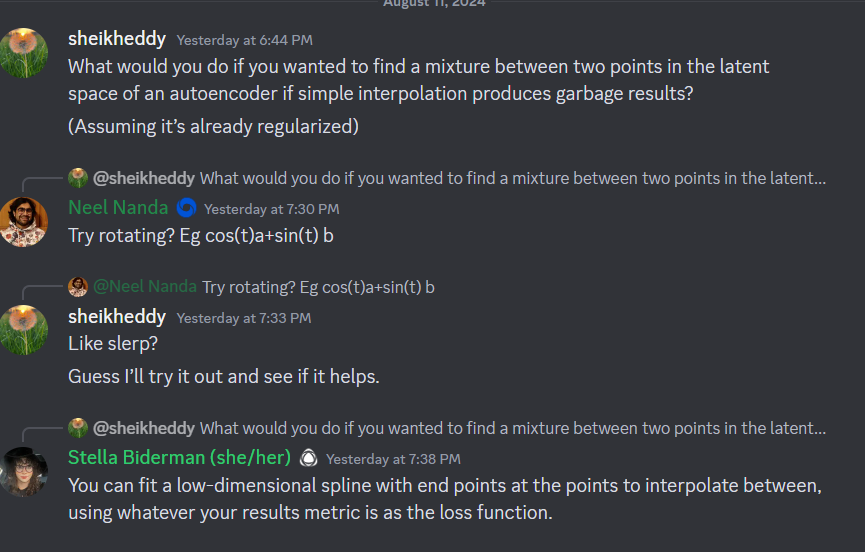 August 11, 2024
sheikheddy Yesterday at 6:44 PM
What would you do if you wanted to find a mixture between two points in the latent
space of an autoencoder if simple interpolation produces garbage results?
(Assuming it’s already regularized)
@sheikheddy What would you do if you wanted to find a mixture between two points in the latent...
Neel Nanda Yesterday at 7:30 PM
Try rotating? Eg cos(t)a+sin(t) b
@Neel Nanda Try rotating? Eg cos(t)a+sin(t) b
sheikheddy Yesterday at 7:33 PM
Like slerp?
Guess I’ll try it out and see if it helps.
@sheikheddy What would you do if you wanted to find a mixture between two points in the latent...
Stella Biderman (she/her) Yesterday at 7:38 PM
You can fit a low-dimensional spline with end points at the points to interpolate between,
using whatever your results metric is as the loss function.